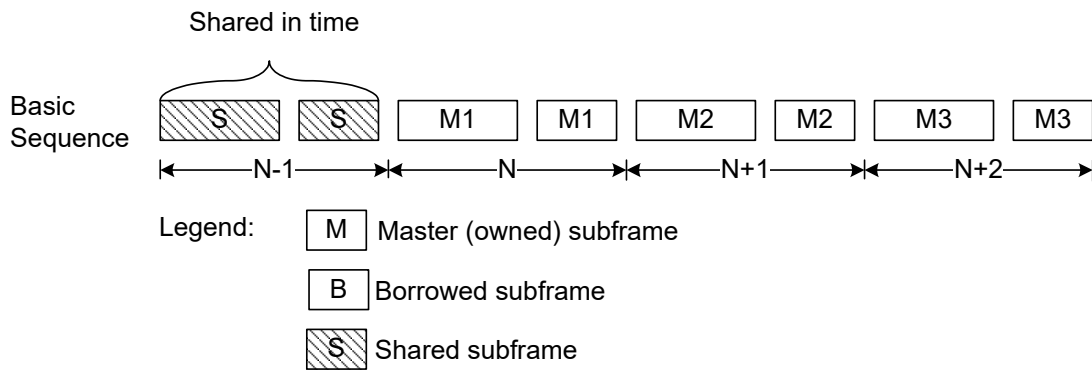 Shared in time
Basic
Sequence
S S M1 M1 M2 M2 M3 M3
N-1 N N+1 N+2
Legend:
M Master (owned) subframe
B Borrowed subframe
S Shared subframe